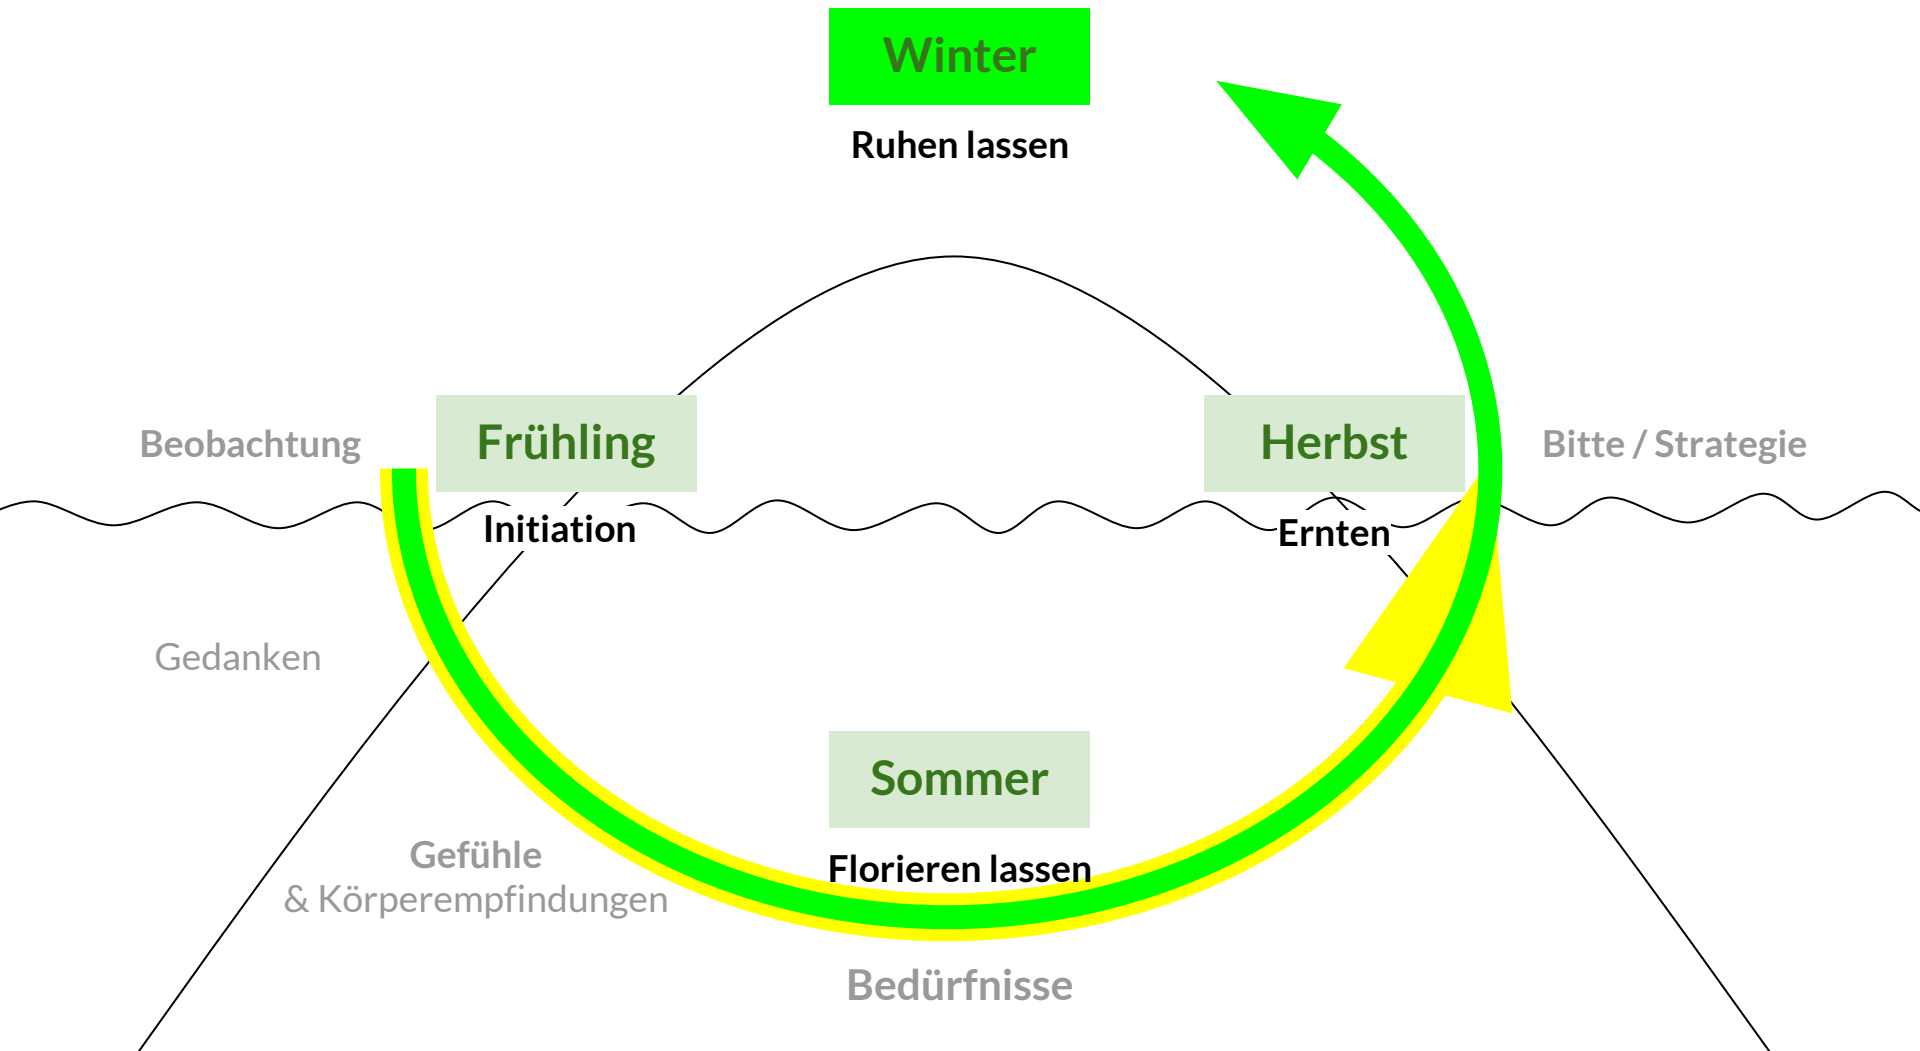 Winter
Ruhen lassen
Beobachtung
Frühling
Herbst
Bitte / Strategie
Initiation
Ernten
Gedanken
Sommer
Florieren lassen
Gefühle
& Körperempfindungen
Bedürfnisse